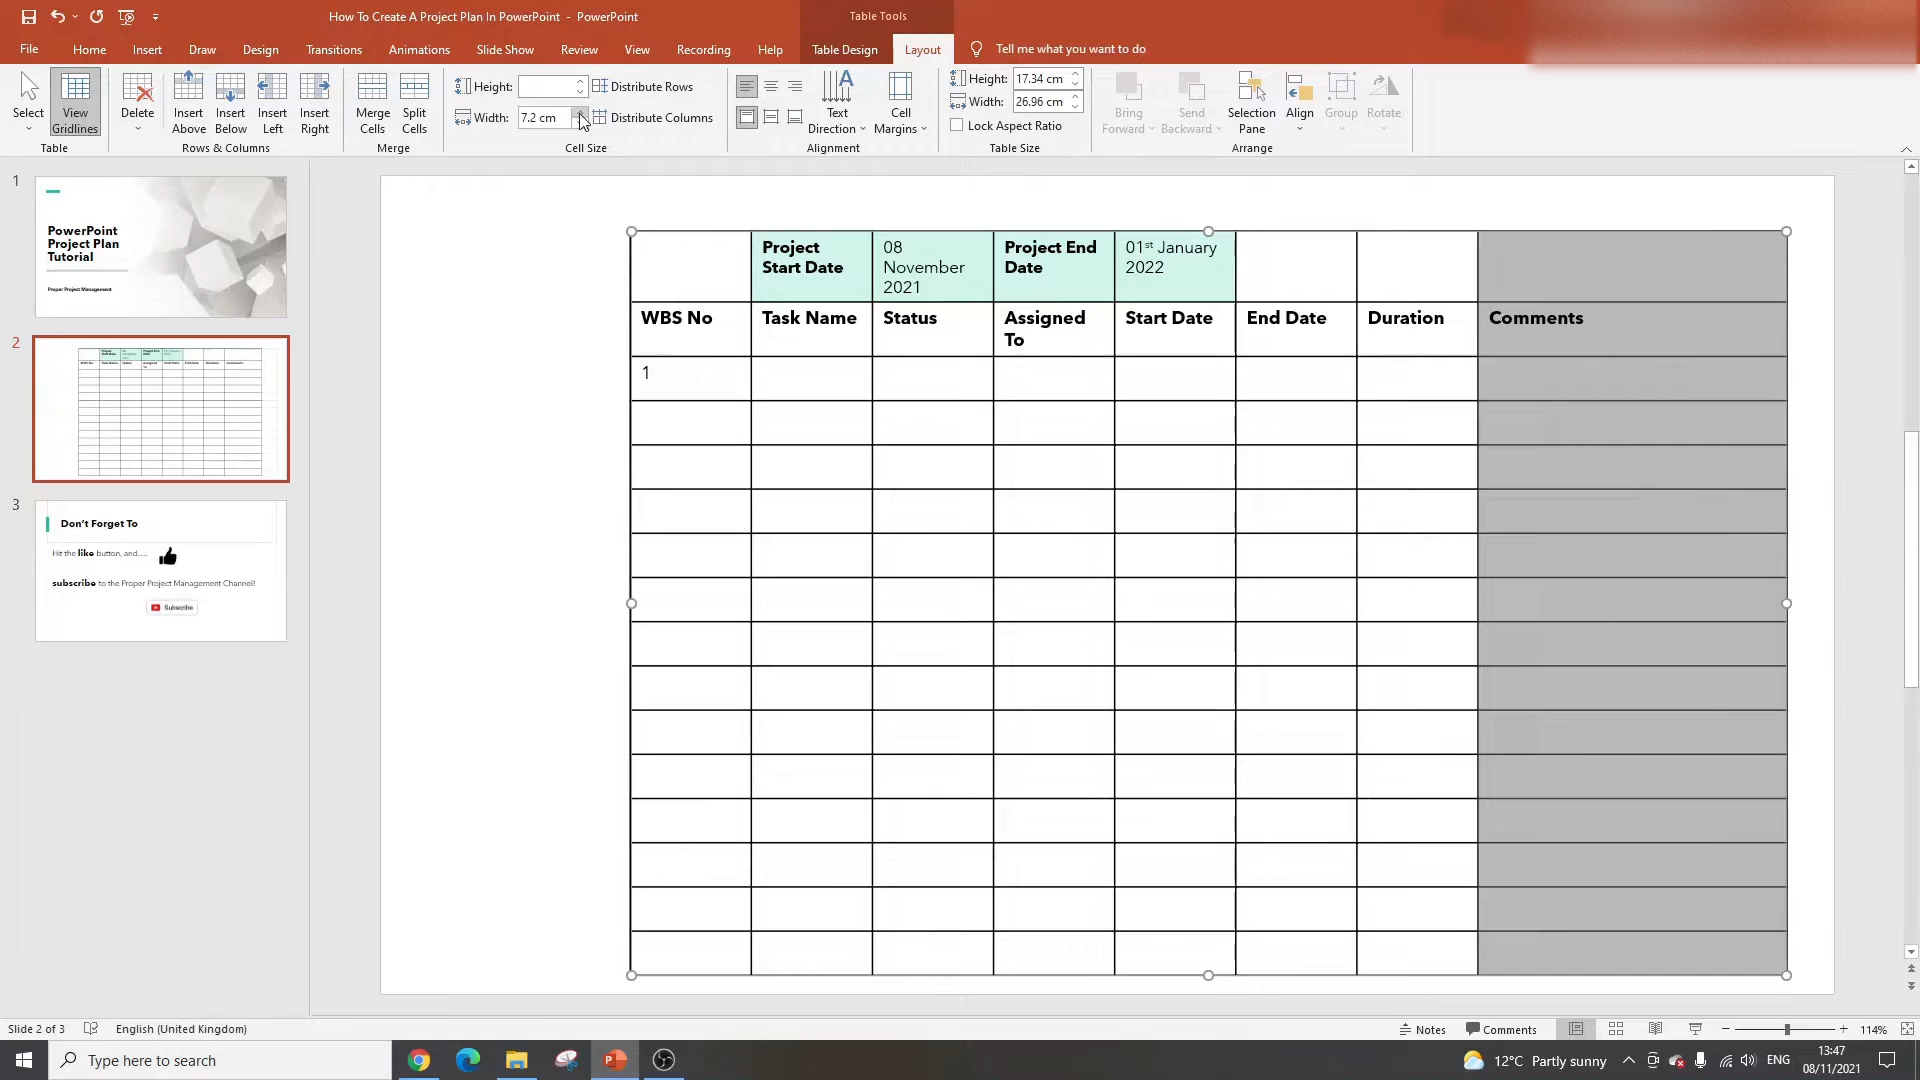 How To Create A Project Plan In PowerPoint - PowerPoint
Table Tools
File Home Insert Draw Design Transitions Animations Slide Show Review View Recording Help Table Design Layout Tell me what you want to do
Select
View Gridlines
Table
Delete
Insert Above
Insert Below
Insert Left
Insert Right
Rows & Columns
Merge Cells
Split Cells
Merge
Height:
Distribute Rows
Width: 7.2 cm
Distribute Columns
Cell Size
Text Direction
Cell Margins
Alignment
Height: 17.34 cm
Width: 26.96 cm
Lock Aspect Ratio
Table Size
Bring Forward
Send Backward
Selection Pane
Align
Group
Rotate
Arrange
1
PowerPoint
Project Plan
Tutorial
Proper Project Management
2
3
Don't Forget To
Hit the like button, and....
subscribe to the Proper Project Management Channel!
Subscribe
Project Start Date
08 November 2021
Project End Date
01st January 2022
WBS No
Task Name
Status
Assigned To
Start Date
End Date
Duration
Comments
1
Slide 2 of 3
English (United Kingdom)
Notes
Comments
114%
Type here to search
12°C Partly sunny
ENG
13:47
08/11/2021